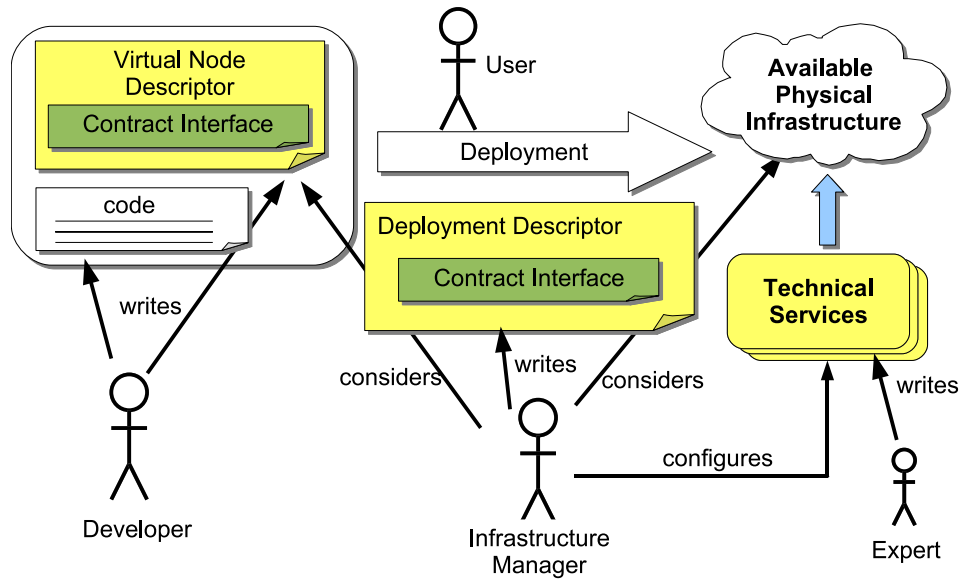 Virtual Node
Descriptor
Contract Interface
code
User
Deployment
Available
Physical
Infrastructure
Deployment Descriptor
Contract Interface
Technical
Services
writes
considers
writes
considers
writes
configures
Developer
Infrastructure
Manager
Expert